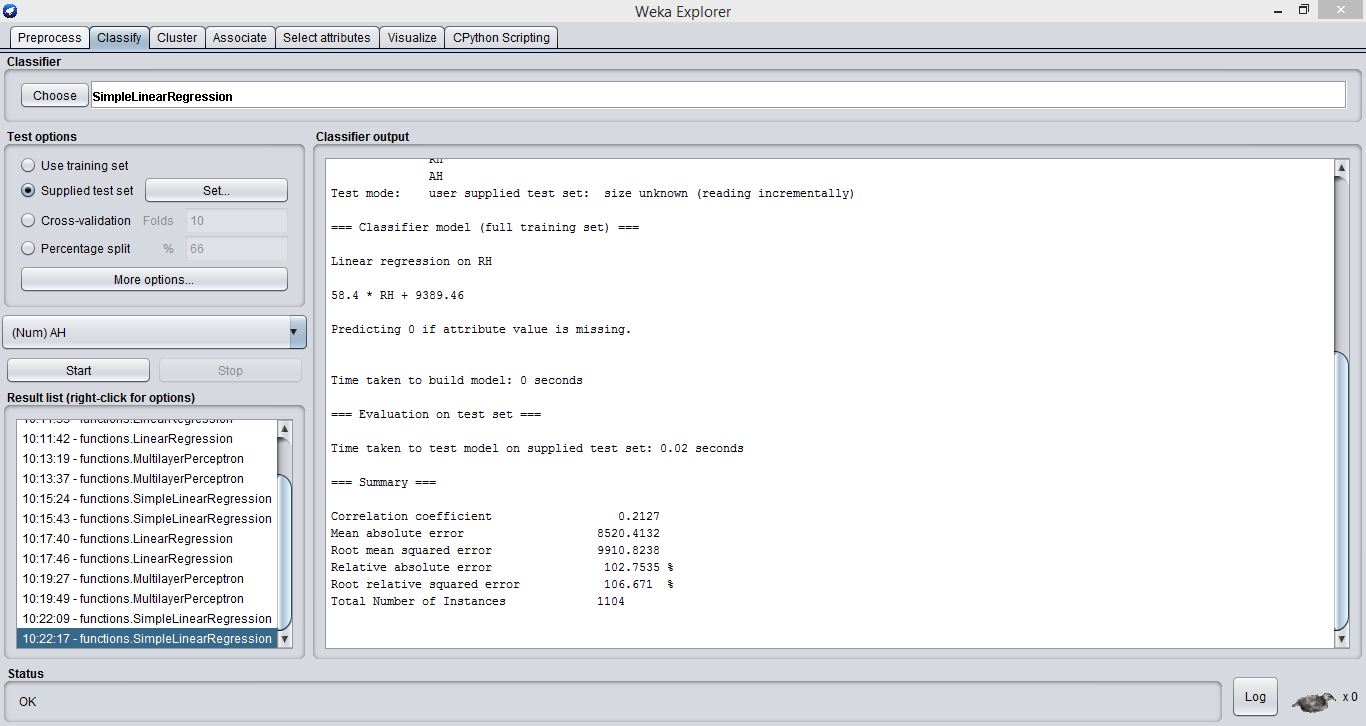 Weka Explorer
Preprocess Classify Cluster Associate Select attributes Visualize CPython Scripting
Classifier
Choose SimpleLinearRegression
Test options
Use training set
Supplied test set Set...
Cross-validation Folds 10
Percentage split % 66
More options...
(Num) AH
Start Stop
Result list (right-click for options)
10:11:42 - functions.LinearRegression
10:13:19 - functions.MultilayerPerceptron
10:13:37 - functions.MultilayerPerceptron
10:15:24 - functions.SimpleLinearRegression
10:15:43 - functions.SimpleLinearRegression
10:17:40 - functions.LinearRegression
10:17:46 - functions.LinearRegression
10:19:27 - functions.MultilayerPerceptron
10:19:49 - functions.MultilayerPerceptron
10:22:09 - functions.SimpleLinearRegression
10:22:17 - functions.SimpleLinearRegression
Classifier output
RH
AH
Test mode: user supplied test set: size unknown (reading incrementally)
=== Classifier model (full training set) ===
Linear regression on RH
58.4 * RH + 9389.46
Predicting 0 if attribute value is missing.
Time taken to build model: 0 seconds
=== Evaluation on test set ===
Time taken to test model on supplied test set: 0.02 seconds
=== Summary ===
Correlation coefficient 0.2127
Mean absolute error 8520.4132
Root mean squared error 9910.8238
Relative absolute error 102.7535 %
Root relative squared error 106.671 %
Total Number of Instances 1104
Status
OK
Log x 0